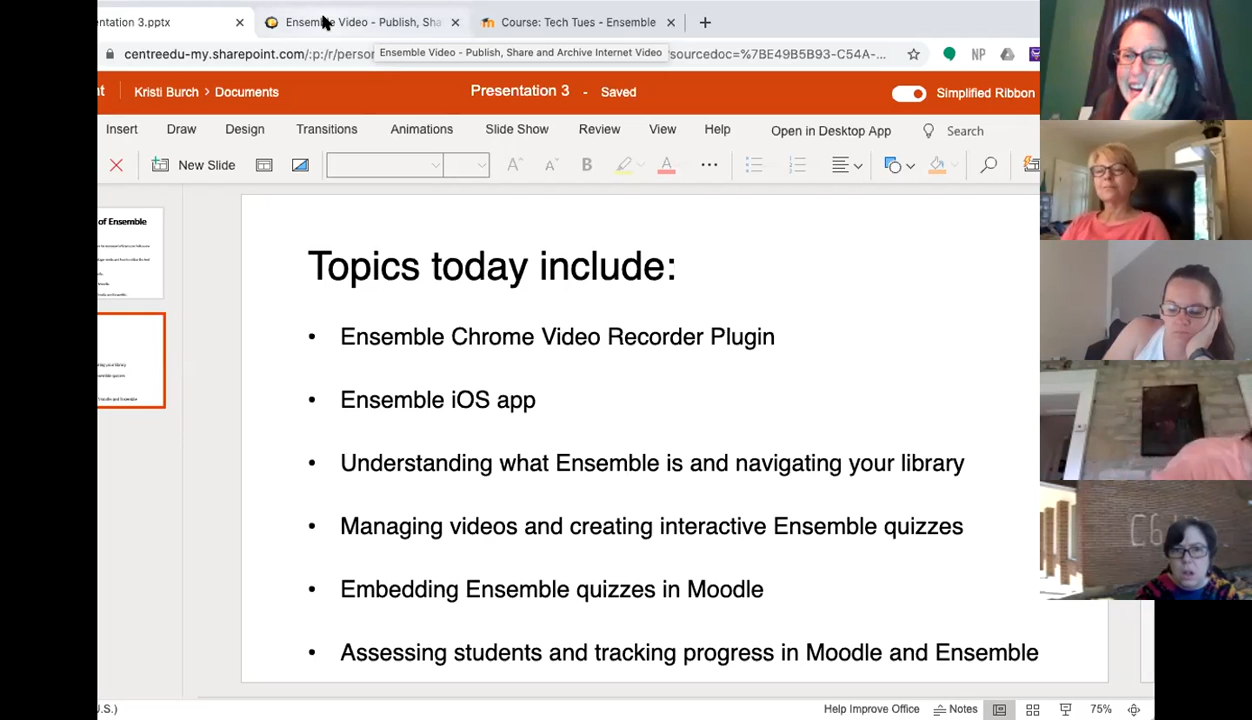 entation 3.pptx
Ensemble Video - Publish, Sha
Course: Tech Tues - Ensemble
centreedu-my.sharepoint.com/:p:/r/person
sourcedoc=%7BE49B5B93-C54A-...
NP
Ensemble Video - Publish, Share and Archive Internet Video
nt
Kristi Burch > Documents
Presentation 3 - Saved
Simplified Ribbon
Insert Draw Design Transitions Animations Slide Show Review View Help Open in Desktop App Search
New Slide
B
of Ensemble
Topics today include:
• Ensemble Chrome Video Recorder Plugin
• Ensemble iOS app
• Understanding what Ensemble is and navigating your library
• Managing videos and creating interactive Ensemble quizzes
• Embedding Ensemble quizzes in Moodle
• Assessing students and tracking progress in Moodle and Ensemble
.S.)
Help Improve Office Notes 75%